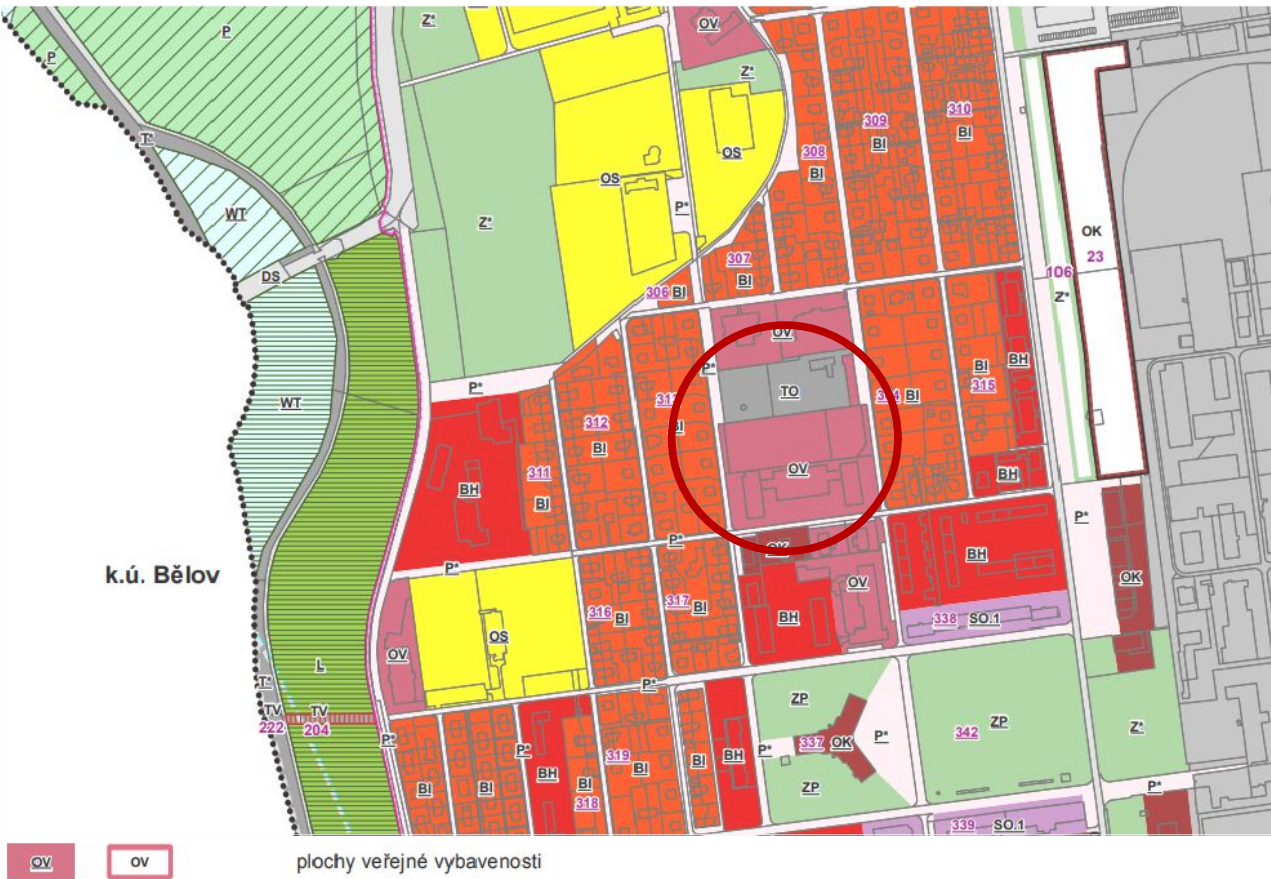 P
Z*
OV
P
Z*
309
310
BI
BI
T*
OS
308
BI
OS
WT
P*
Z*
OK
307
23
DS
106
306 BI
BI
Z*
OV
P*
BH
BI
P*
TO
BI
315
WT
312
BI
BI
311
BH
OV
BH
BI
P*
P*
BH
OK
k.ú. Bělov
P*
OV
OK
316 BI
317 BI
BH
338 SO.1
OS
OV
L
T*
P*
TV
TV
ZP
222
204
ZP
Z*
P*
P*
P*
337 OK
P*
342
319
BH
BI
BI
BH
BI
BI
BI
318
ZP
P*
339 SO.1
OV
OV
plochy veřejné vybavenosti